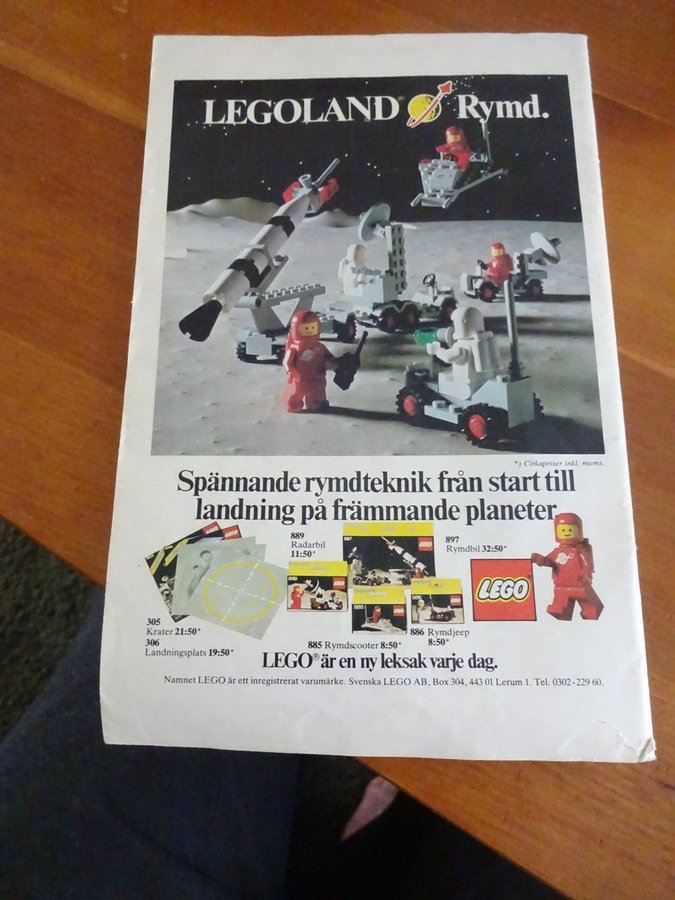 LEGOLAND® Rymd.
*) Cirkapriser inkl. moms.
Spännande rymdteknik från start till
landning på främmande planeter.
889
Radarbil
11:50*
897
Rymdbil 32:50*
LEGO
305
Krater 21:50*
306
Landningsplats 19:50*
885 Rymdscooter 8:50*
886 Rymdjeep
8:50*
LEGO® är en ny leksak varje dag.
Namnet LEGO är ett inregistrerat varumärke. Svenska LEGO AB, Box 304, 443 01 Lerum 1. Tel. 0302-229 60.